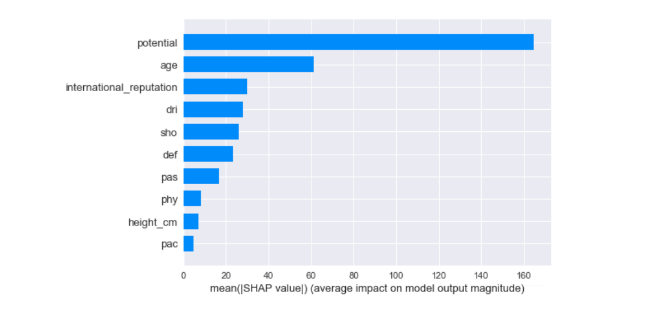 potential
age
international_reputation
dri
sho
def
pas
phy
height_cm
pac
0 20 40 60 80 100 120 140 160
mean(|SHAP value|) (average impact on model output magnitude)